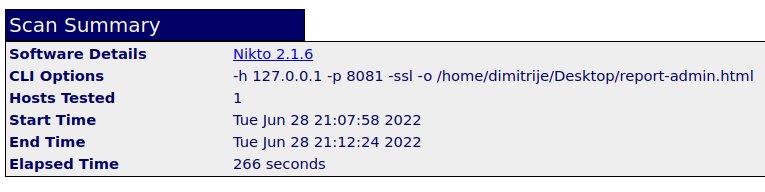 Scan Summary
Software Details Nikto 2.1.6
CLI Options -h 127.0.0.1 -p 8081 -ssl -o /home/dimitrije/Desktop/report-admin.html
Hosts Tested 1
Start Time Tue Jun 28 21:07:58 2022
End Time Tue Jun 28 21:12:24 2022
Elapsed Time 266 seconds